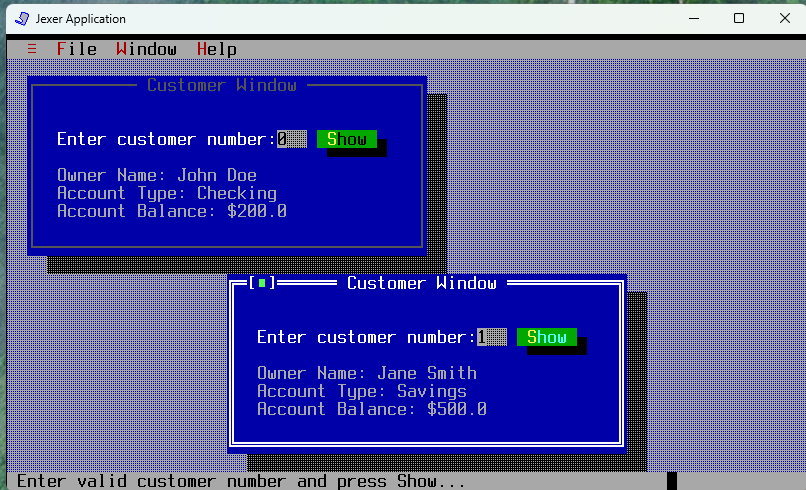 Jexer Application
≡ File Window Help
Customer Window
Enter customer number:0 Show
Owner Name: John Doe
Account Type: Checking
Account Balance: $200.0
Customer Window
Enter customer number:1 Show
Owner Name: Jane Smith
Account Type: Savings
Account Balance: $500.0
Enter valid customer number and press Show...